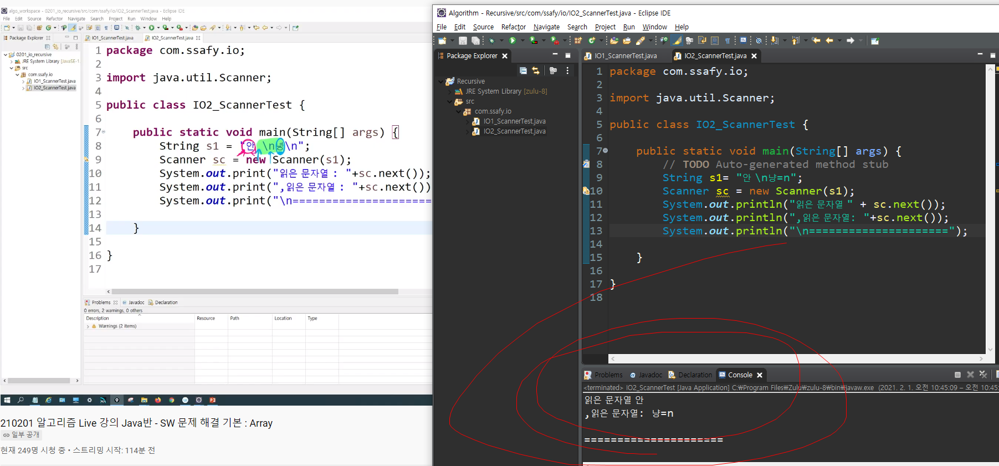 algo_workspace - 0201_io_recursive/src/com/ssafy/io/IO2_ScannerTest.java - Eclipse IDE
File Edit Source Refactor Navigate Search Project Run Window Help
Package Explorer
0201_io_recursive
JRE System Library [JavaSE-1.
src
com.ssafy.io
IO1_ScannerTest.java
IO2_ScannerTest.java
IO1_ScannerTest.java IO2_ScannerTest.java
1 package com.ssafy.io;
2
3 import java.util.Scanner;
4
5 public class IO2_ScannerTest {
6
7 public static void main(String[] args) {
8 String s1 = "안 \n \n";
9 Scanner sc = new Scanner(s1);
10 System.out.print("읽은 문자열 : "+sc.next());
11 System.out.print(",읽은 문자열 : "+sc.next())
12 System.out.print("\n=====================
13
14 }
15
16 }
17
Problems Javadoc Declaration
0 errors, 2 warnings, 0 others
Description Resource Path Location Type
Warnings (2 items)
210201 알고리즘 Live 강의 Java반 - SW 문제 해결 기본 : Array
일부 공개
현재 249명 시청 중 • 스트리밍 시작: 114분 전
Algorithm - Recursive/src/com/ssafy/io/IO2_ScannerTest.java - Eclipse IDE
File Edit Source Refactor Navigate Search Project Run Window Help
Package Explorer
Recursive
JRE System Library [zulu-8]
src
com.ssafy.io
IO1_ScannerTest.java
IO2_ScannerTest.java
IO1_ScannerTest.java IO2_ScannerTest.java
1 package com.ssafy.io;
2
3 import java.util.Scanner;
4
5 public class IO2_ScannerTest {
6
7 public static void main(String[] args) {
8 // TODO Auto-generated method stub
9 String s1= "안 \n냥=n";
10 Scanner sc = new Scanner(s1);
11 System.out.println("읽은 문자열 " + sc.next());
12 System.out.println(",읽은 문자열: "+sc.next());
13 System.out.println("\n=====================");
14
15 }
16
17 }
18
Problems Javadoc Declaration Console
<terminated> IO2_ScannerTest [Java Application] C:₩Program Files₩Zulu₩zulu-8₩bin₩javaw.exe (2021. 2. 1. 오전 10:45:09 – 오전 10:45:
읽은 문자열 안
,읽은 문자열: 냥=n
=====================